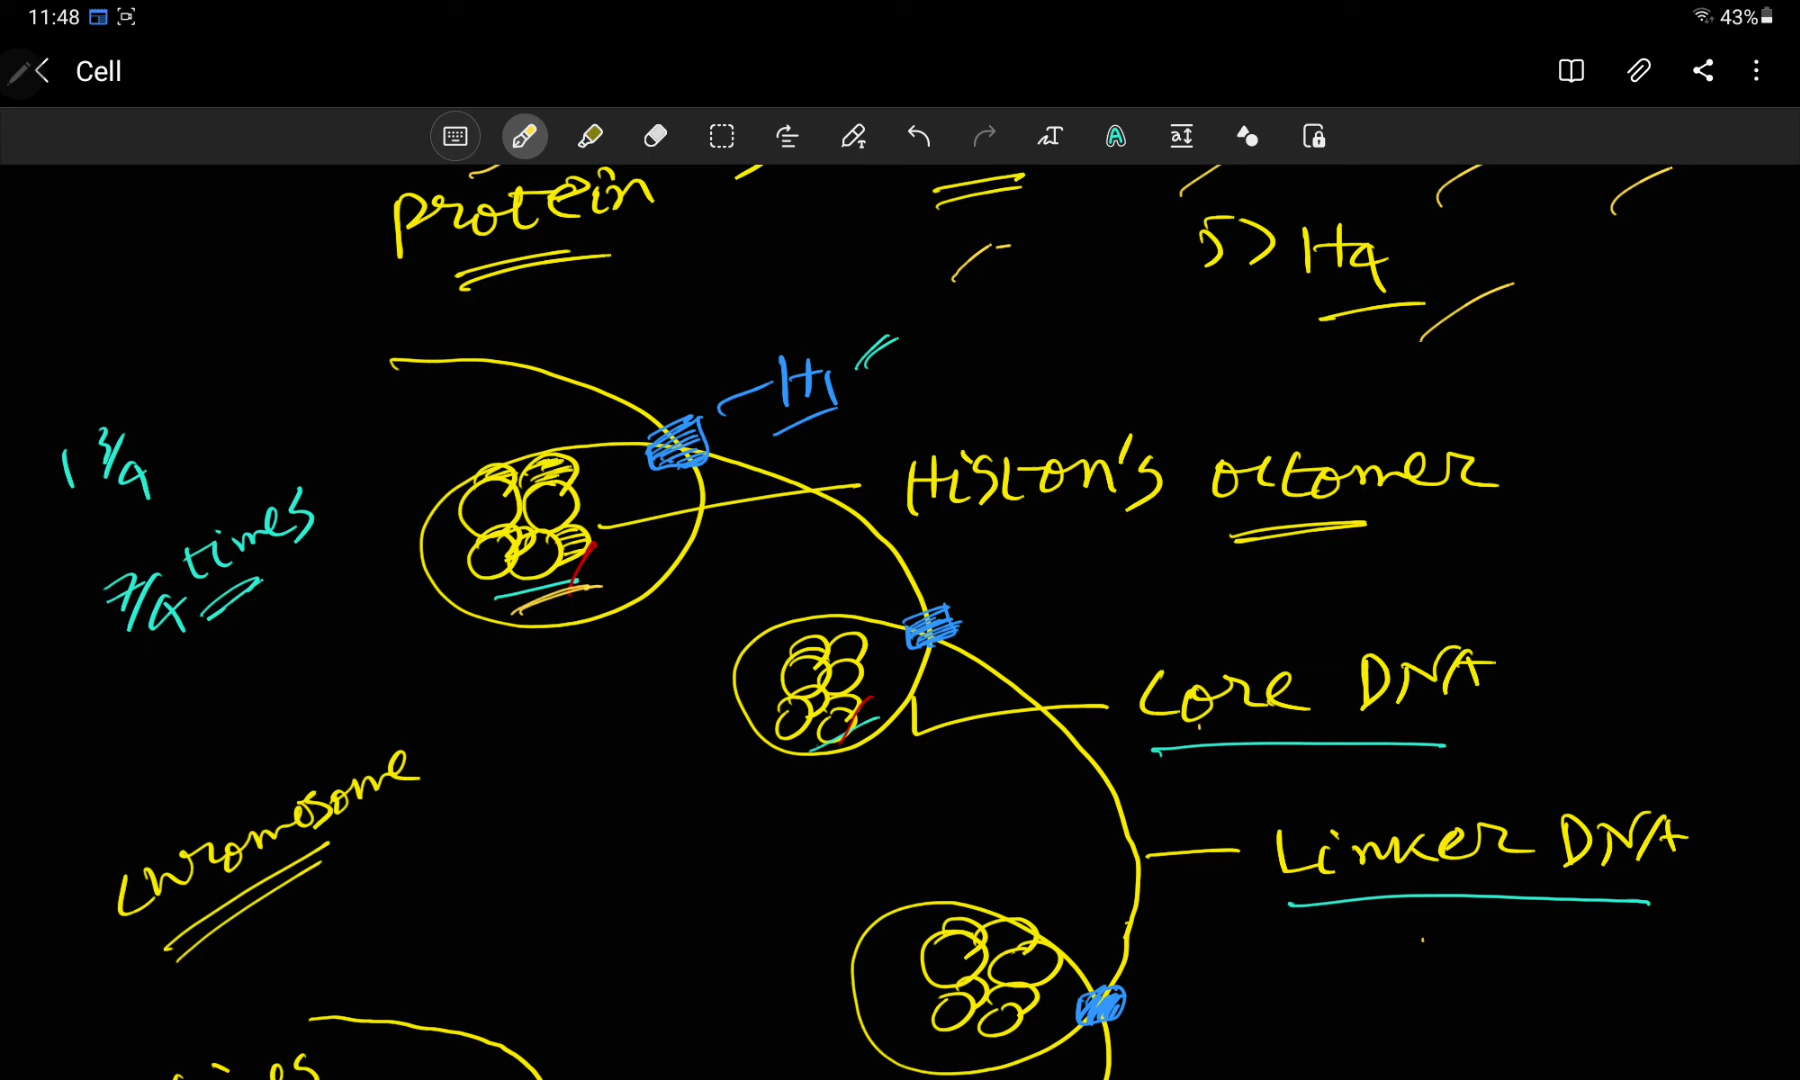 11:48
43%
Cell
protein
5) H4
H1
1 3/4
Histon's octomer
7/4 times
Core DNA
chromosome
Linker DNA